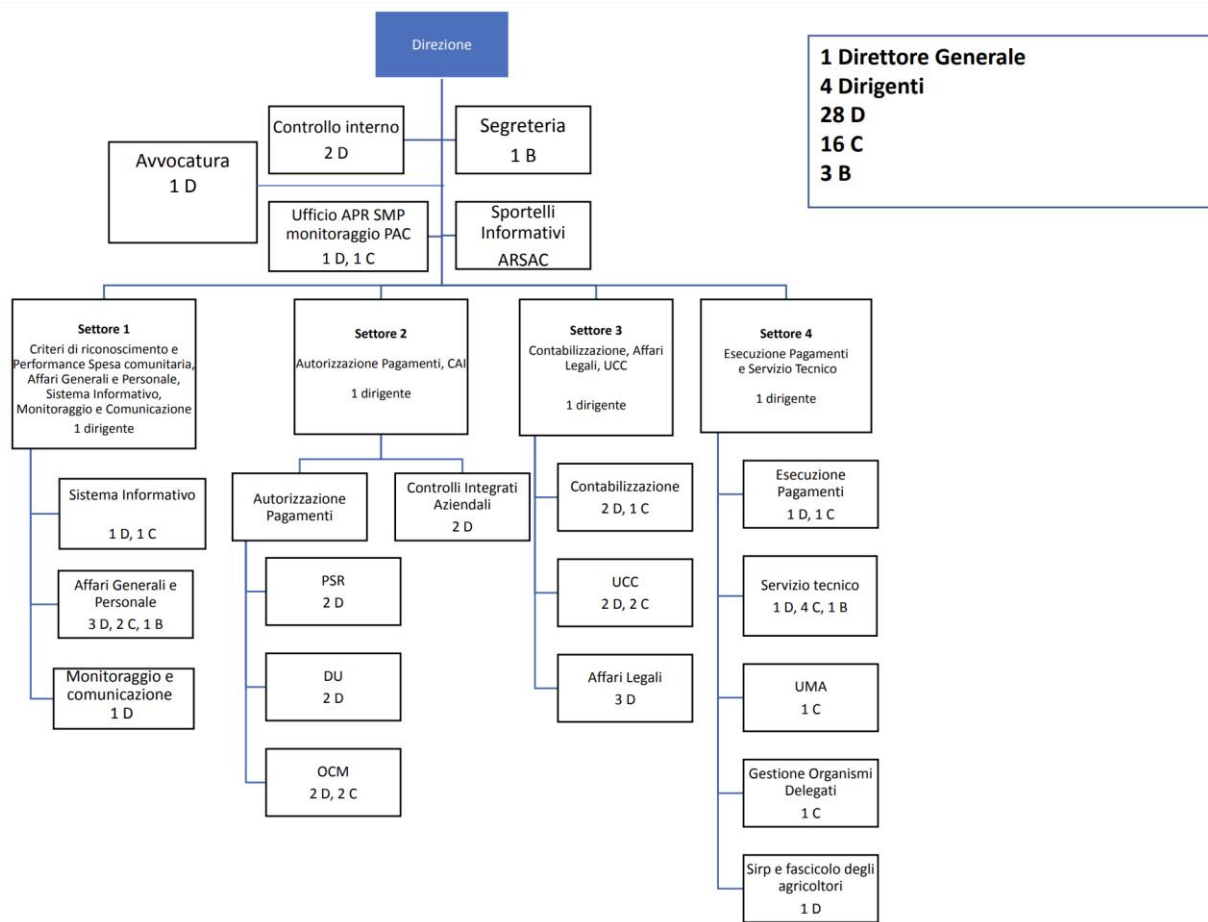 Direzione
1 Direttore Generale
4 Dirigenti
28 D
16 C
3 B
Controllo interno
2 D
Segreteria
1 B
Avvocatura
1 D
Ufficio APR SMP
monitoraggio PAC
1 D, 1 C
Sportelli
Informativi
ARSAC
Settore 1
Criteri di riconoscimento e
Performance Spesa comunitaria,
Affari Generali e Personale,
Sistema Informativo,
Monitoraggio e Comunicazione
1 dirigente
Settore 2
Autorizzazione Pagamenti, CAI
1 dirigente
Settore 3
Contabilizzazione, Affari
Legali, UCC
1 dirigente
Settore 4
Esecuzione Pagamenti
e Servizio Tecnico
1 dirigente
Sistema Informativo
1 D, 1 C
Affari Generali e
Personale
3 D, 2 C, 1 B
Monitoraggio e
comunicazione
1 D
Autorizzazione
Pagamenti
Controlli Integrati
Aziendali
2 D
PSR
2 D
DU
2 D
OCM
2 D, 2 C
Contabilizzazione
2 D, 1 C
UCC
2 D, 2 C
Affari Legali
3 D
Esecuzione
Pagamenti
1 D, 1 C
Servizio tecnico
1 D, 4 C, 1 B
UMA
1 C
Gestione Organismi
Delegati
1 C
Sirp e fascicolo degli
agricoltori
1 D